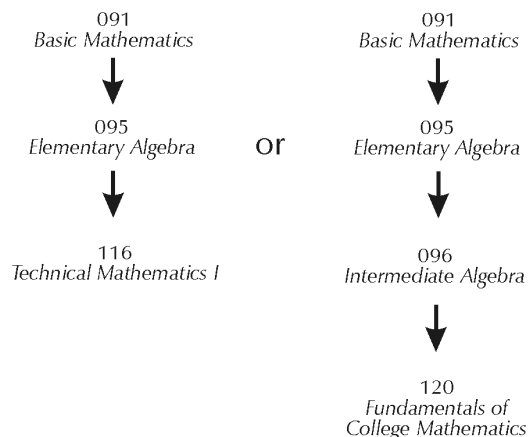 091
Basic Mathematics
095
Elementary Algebra
116
Technical Mathematics I
or
091
Basic Mathematics
095
Elementary Algebra
096
Intermediate Algebra
120
Fundamentals of
College Mathematics